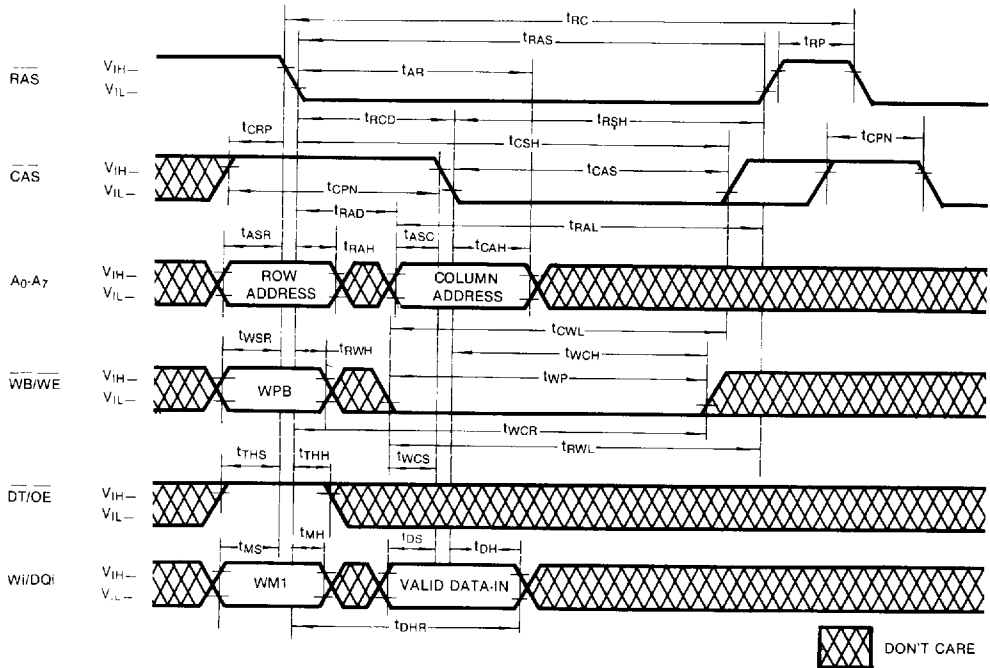 tRC
tRAS
tRP
RAS
VIH—
VIL—
tAR
tRCD
tRSH
tCRP
tCSH
tCPN
CAS
VIH—
VIL—
tCAS
tCPN
tRAD
tRAL
tASR
tRAH
tASC
tCAH
A0-A7
VIH—
VIL—
ROW ADDRESS
COLUMN ADDRESS
tCWL
tWCH
tWSR
tRWH
tWP
WB/WE
VIH—
VIL—
WPB
tWCR
tRWL
tWCS
tTHS
tTHH
DT/OE
VIH—
VIL—
tMS
tMH
tDS
tDH
Wi/DQi
VIH—
VIL—
WM1
VALID DATA-IN
tDHR
DON'T CARE